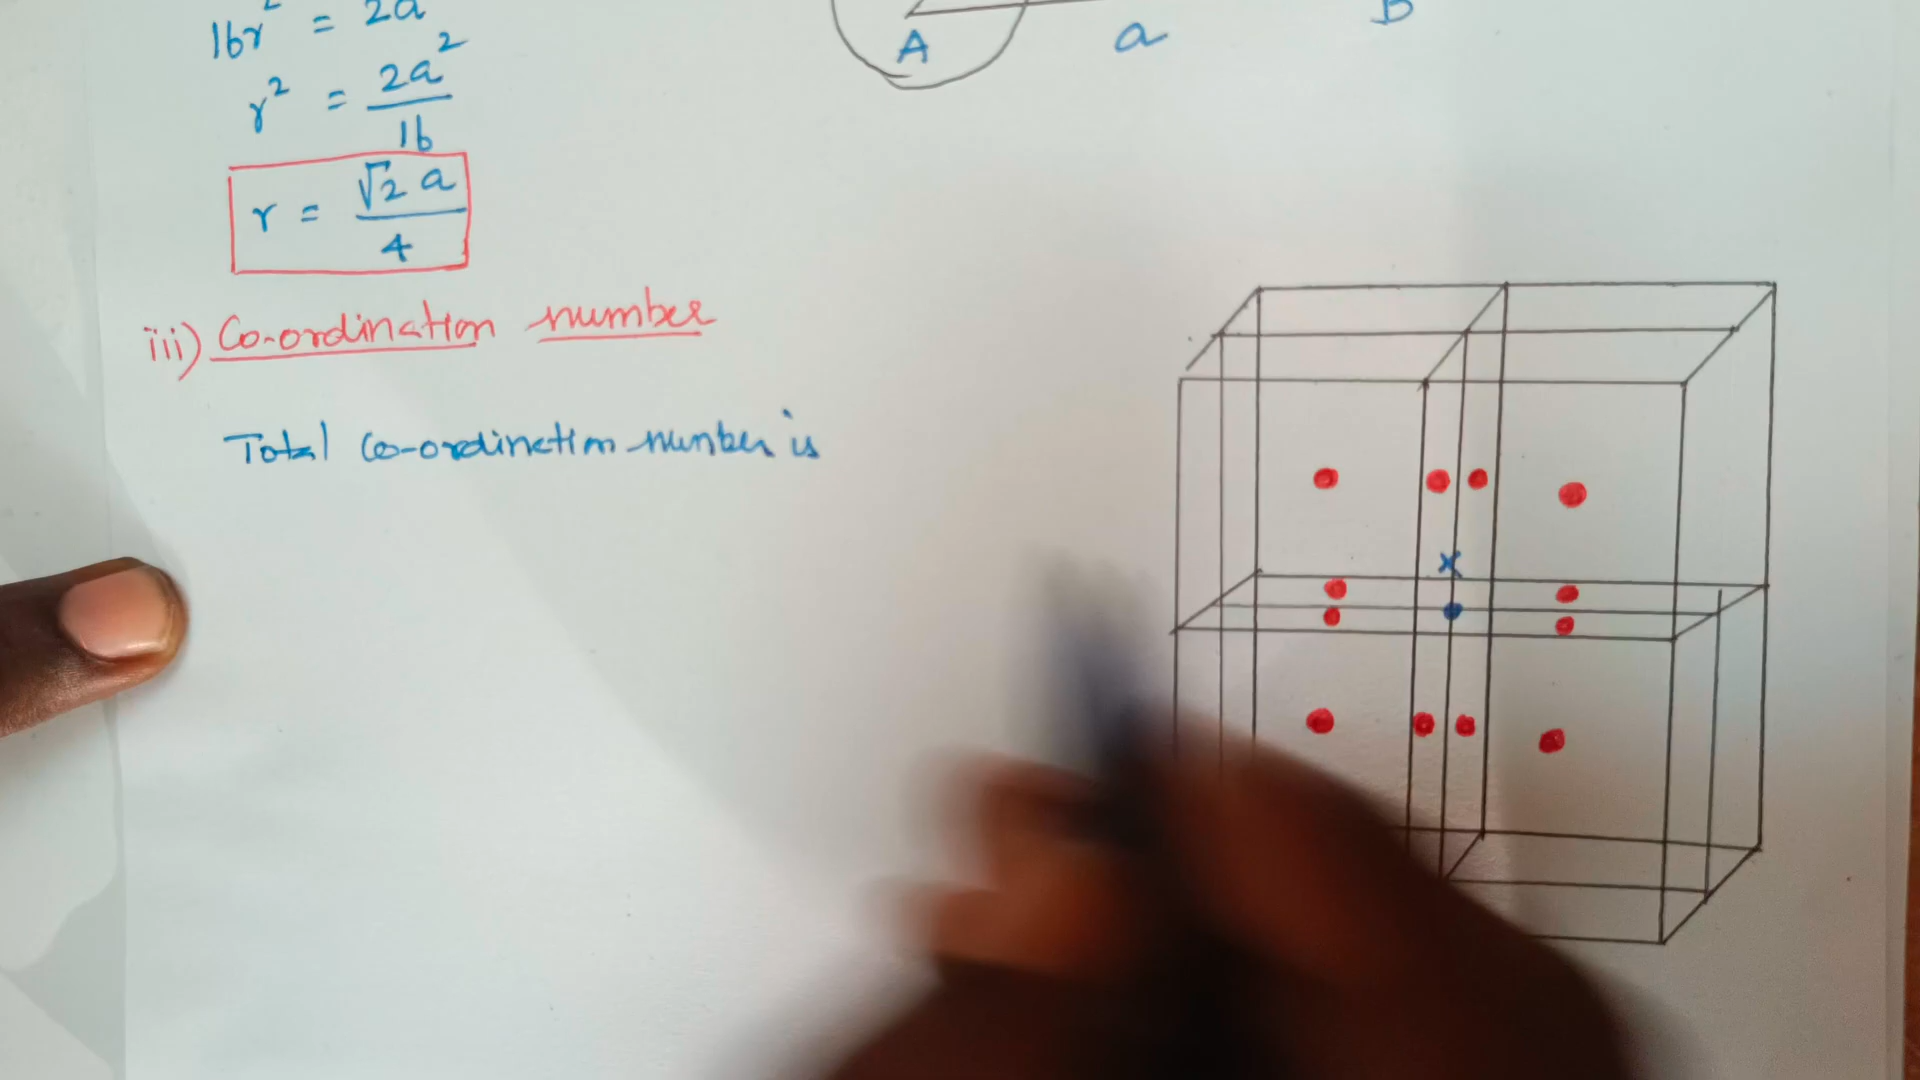 16r² = 2a²
r² = 2a² / 16
r = √2 a / 4
A
a
B
iii) Co-ordination number
Total Co-ordination number is
x